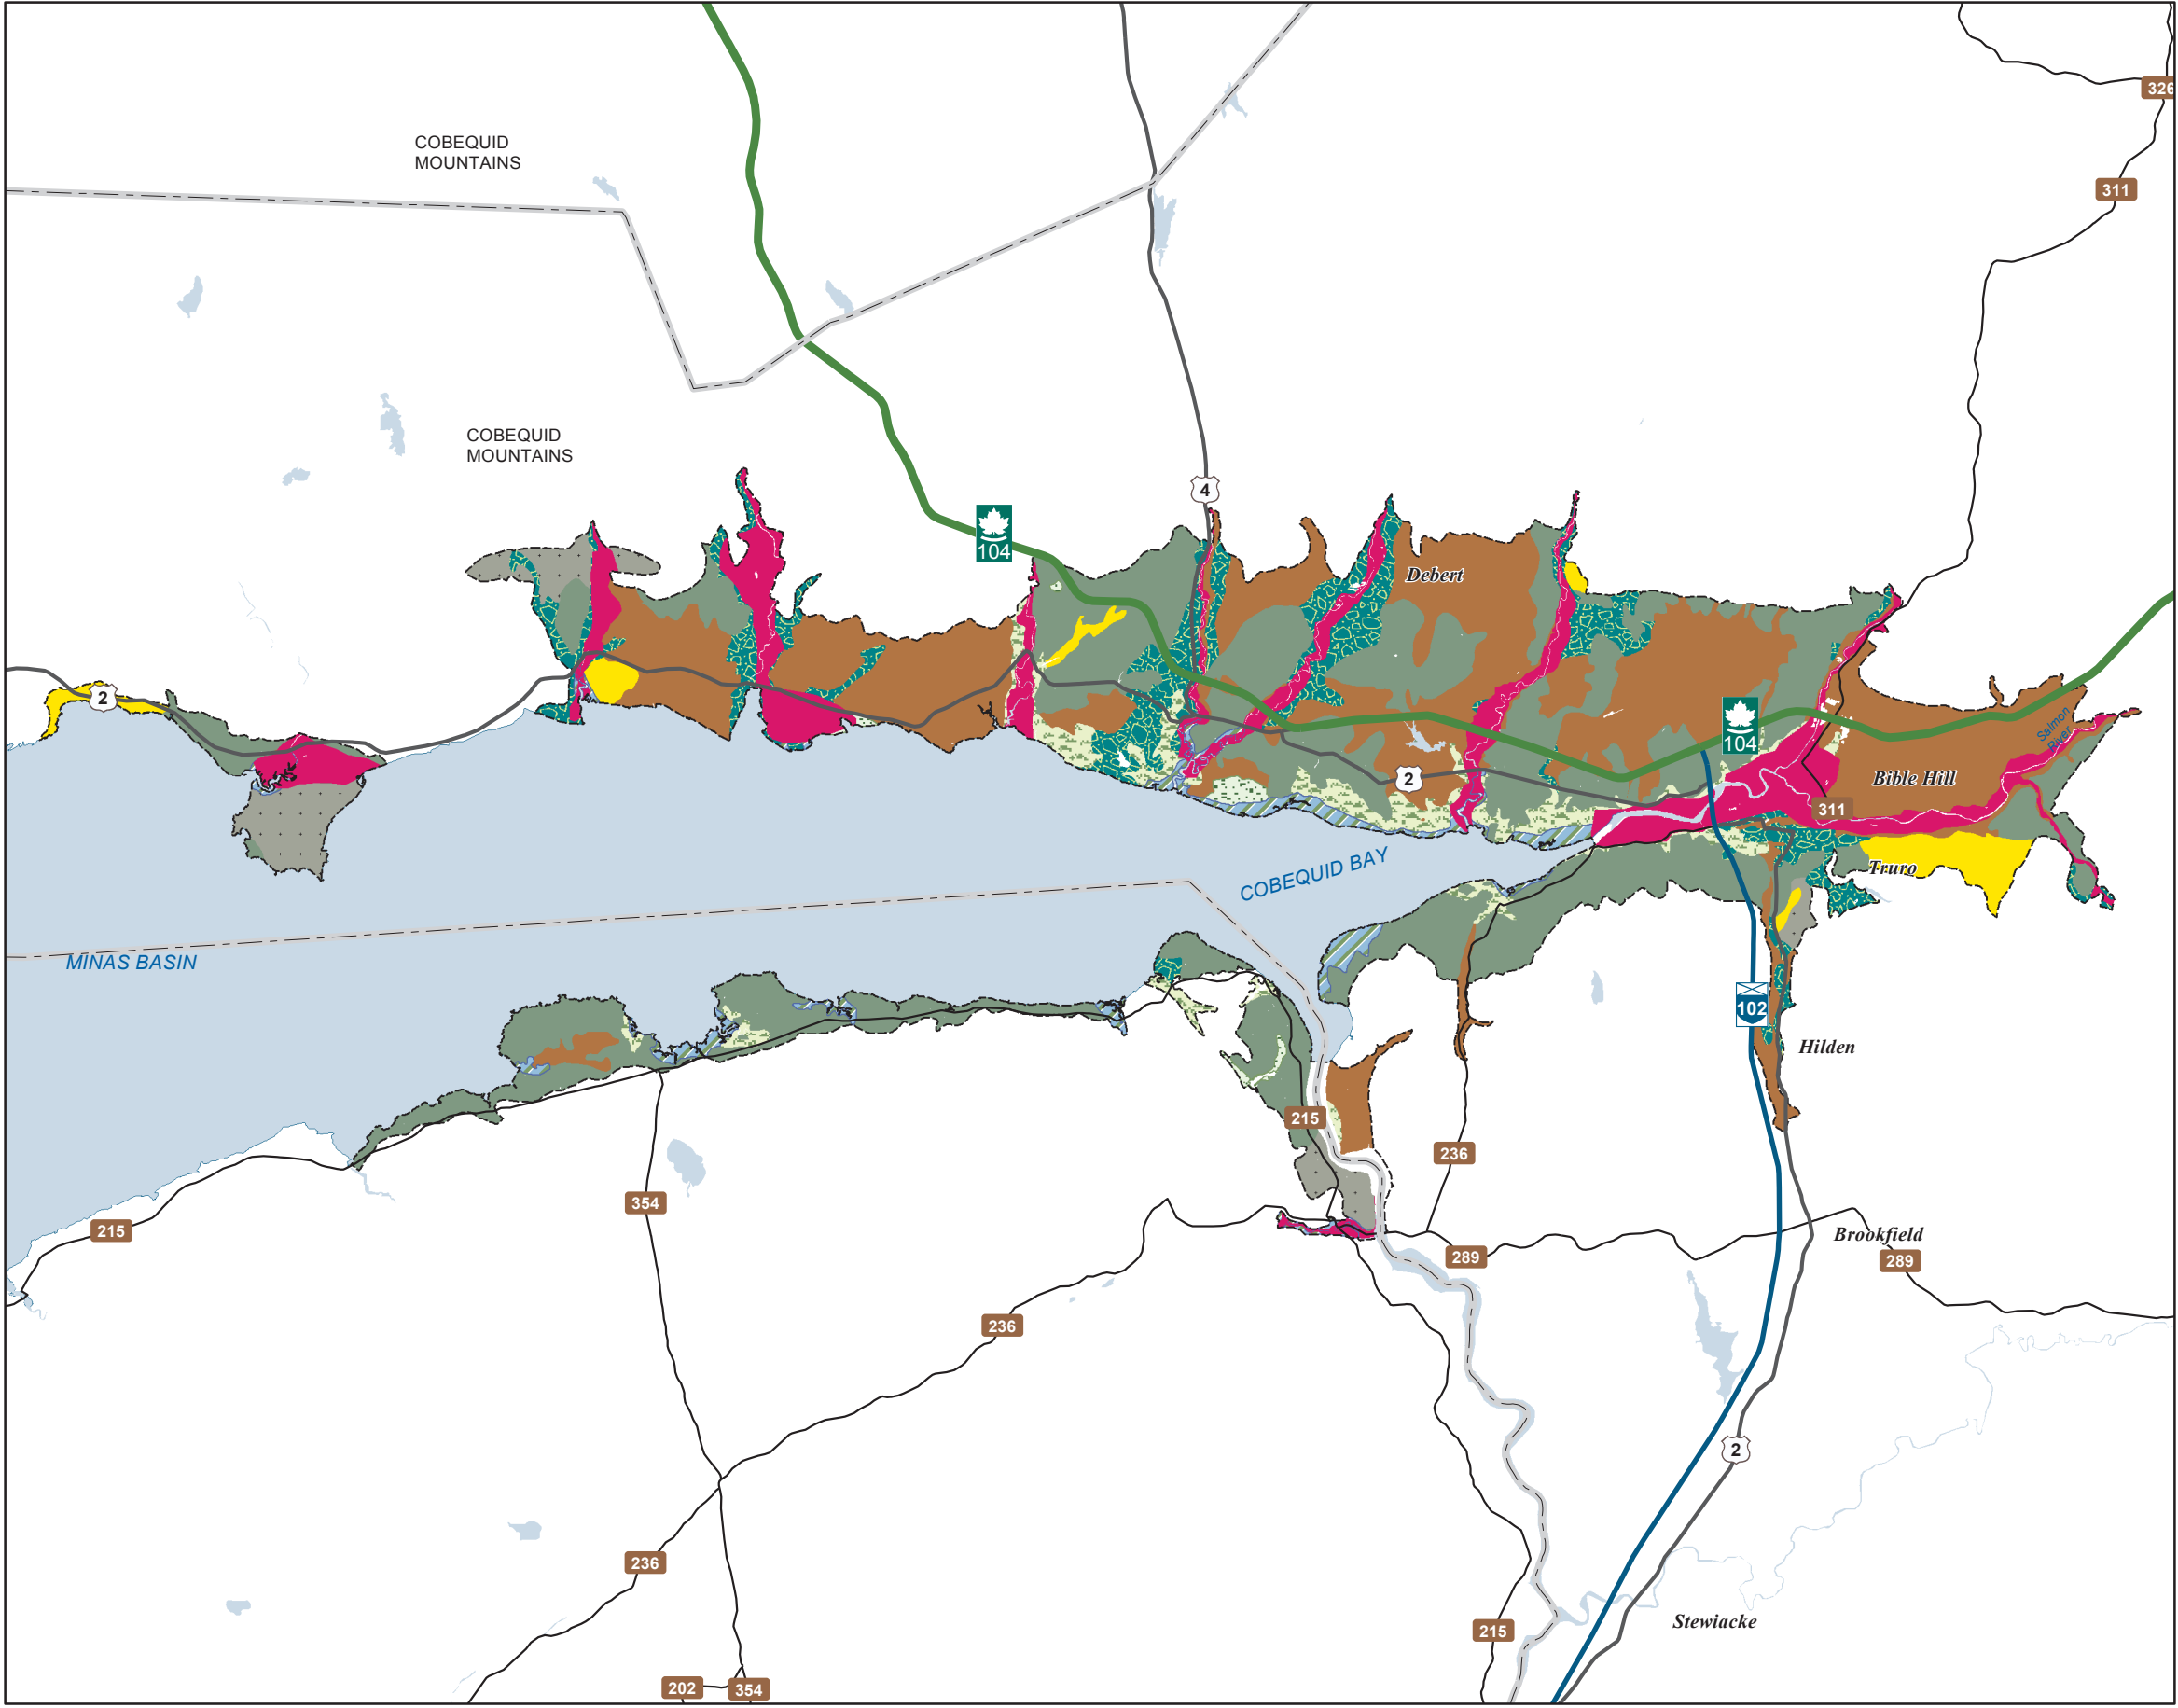 326
COBEQUID
MOUNTAINS
311
COBEQUID
MOUNTAINS
4
104
Debert
2
Salmon
River
104
2
Bible Hill
311
COBEQUID BAY
Truro
MINAS BASIN
102
Hilden
215
236
354
215
Brookfield
289
289
236
2
236
Stewiacke
215
202
354